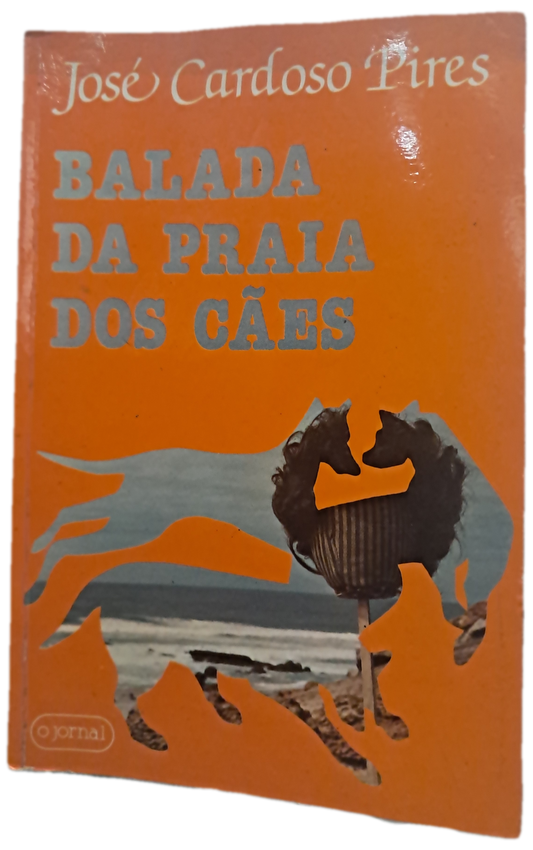 José Cardoso Pires
BALADA
DA PRAIA
DOS CÃES
o jornal